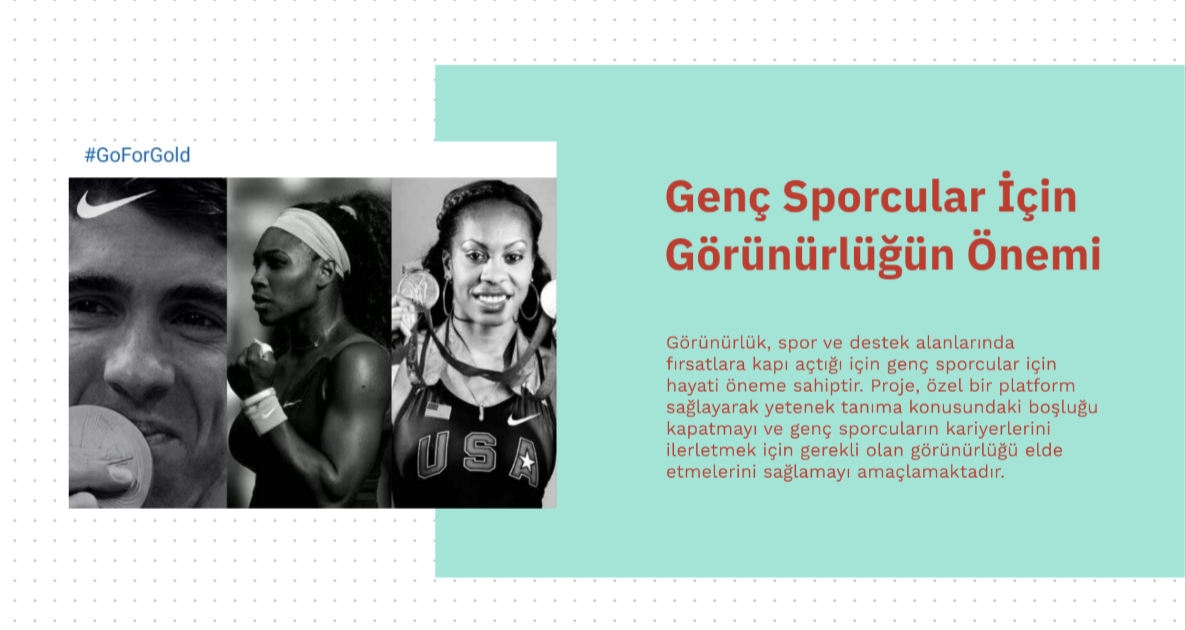 #GoForGold
USA
Genç Sporcular İçin
Görünürlüğün Önemi
Görünürlük, spor ve destek alanlarında
fırsatlara kapı açtığı için genç sporcular için
hayati öneme sahiptir. Proje, özel bir platform
sağlayarak yetenek tanıma konusundaki boşluğu
kapatmayı ve genç sporcuların kariyerlerini
ilerletmek için gerekli olan görünürlüğü elde
etmelerini sağlamayı amaçlamaktadır.